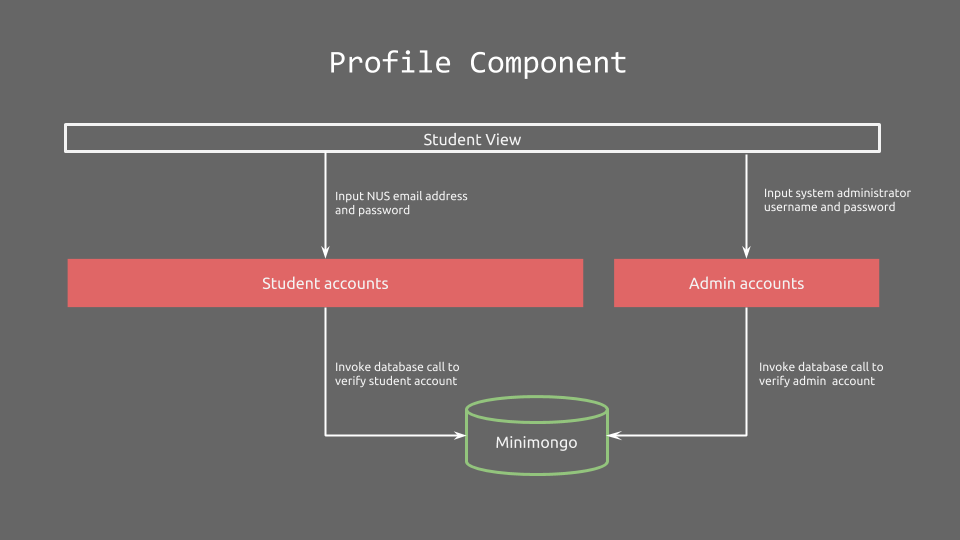 Profile Component
Student View
Input NUS email address
and password
Input system administrator
username and password
Student accounts
Admin accounts
Invoke database call to
verify student account
Invoke database call to
verify admin  account
Minimongo